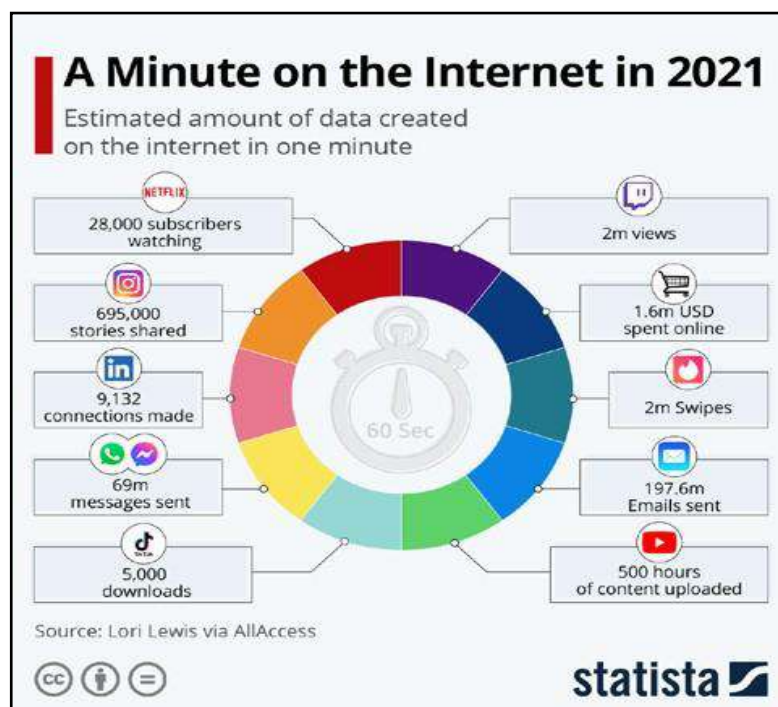 A Minute on the Internet in 2021
Estimated amount of data created
on the internet in one minute
NETFLIX
28,000 subscribers
watching
2m views
695,000
stories shared
1.6m USD
spent online
in
9,132
connections made
2m Swipes
60 Sec
69m
messages sent
197.6m
Emails sent
TikTok
5,000
downloads
500 hours
of content uploaded
Source: Lori Lewis via AllAccess
cc
statista